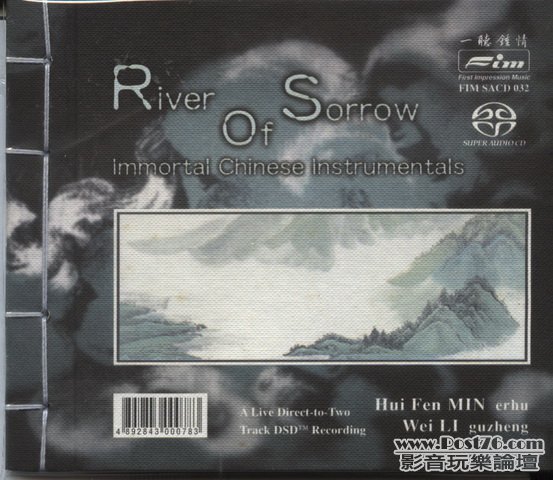 一聽鍾情
Fim
First Impression Music
FIM SACD 032
SUPER AUDIO CD
River
Of Sorrow
Immortal Chinese Instrumentals
A Live Direct-to-Two
Track DSD™ Recording
4 892843 000783
Hui Fen MIN erhu
Wei LI guzheng
www.Post76.com
影音玩樂論壇